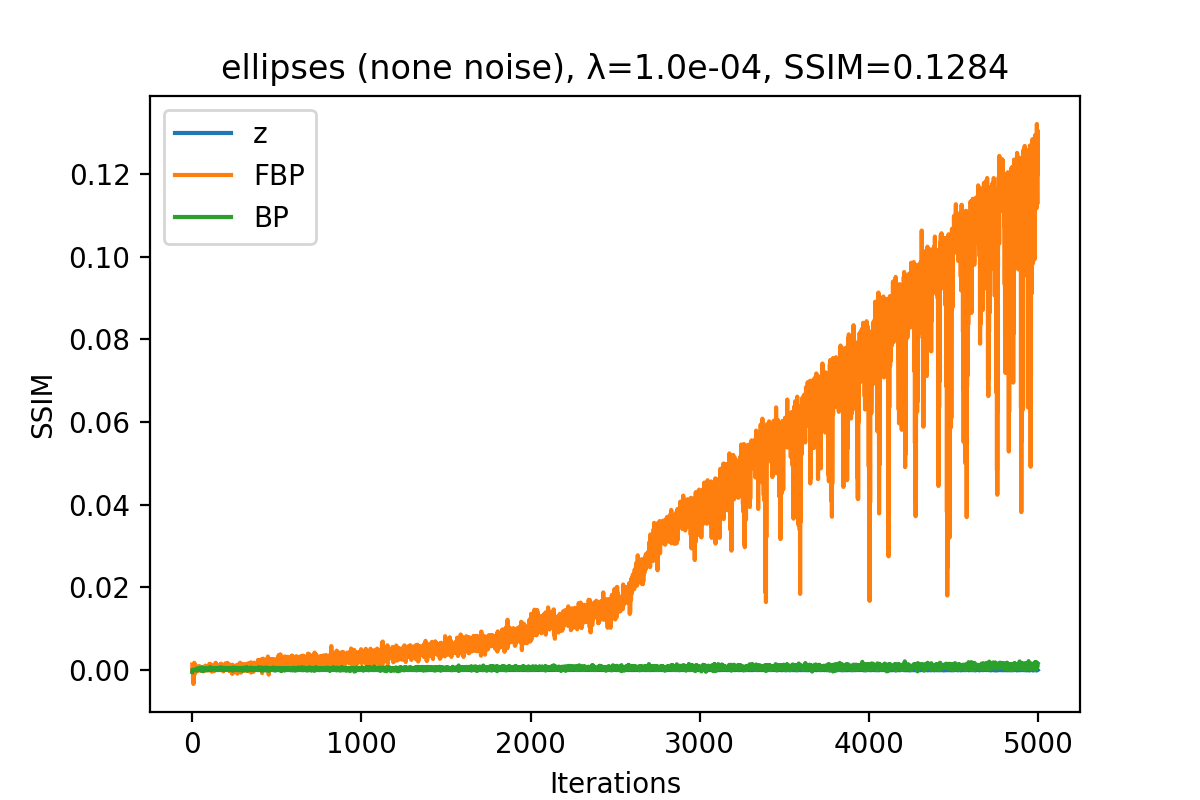 ellipses (none noise), λ=1.0e-04, SSIM=0.1284
z
FBP
BP
0.12
0.10
0.08
0.06
0.04
0.02
0.00
SSIM
0 1000 2000 3000 4000 5000
Iterations